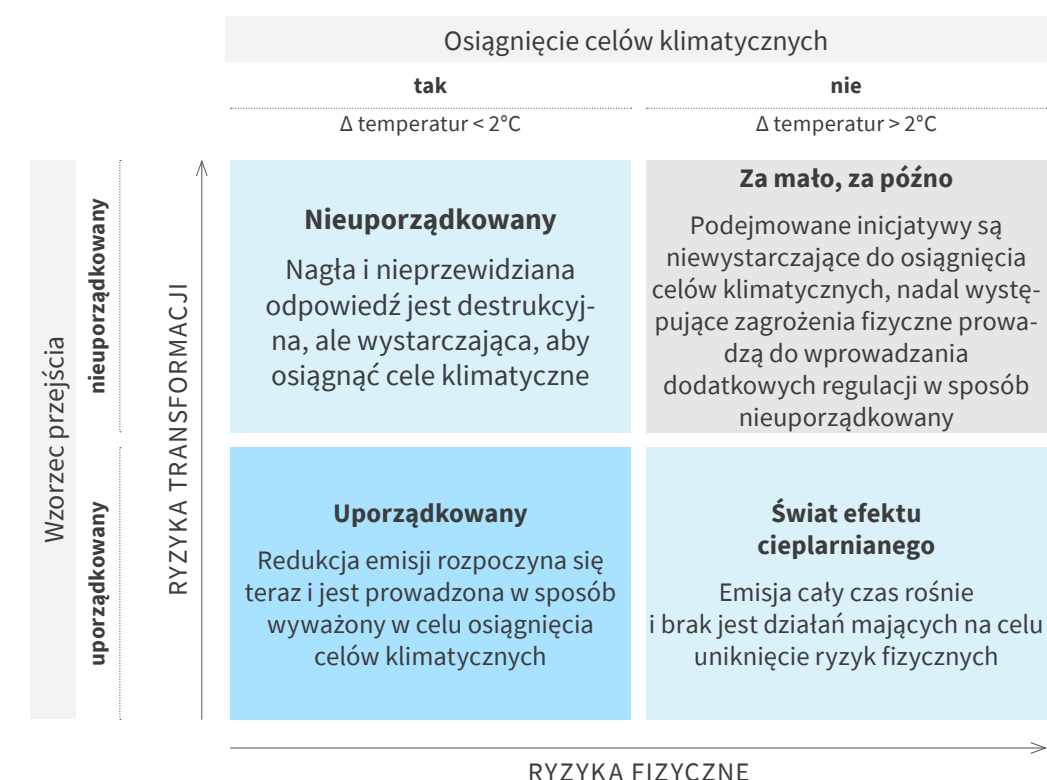 Osiągnięcie celów klimatycznych
tak
nie
Δ temperatur < 2°C
Δ temperatur > 2°C
Wzorzec przejścia
nieuporządkowany
uporządkowany
RYZYKA TRANSFORMACJI
Nieuporządkowany
Nagła i nieprzewidziana
odpowiedź jest destrukcyj-
na, ale wystarczająca, aby
osiągnąć cele klimatyczne
Za mało, za późno
Podejmowane inicjatywy są
niewystarczające do osiągnięcia
celów klimatycznych, nadal wystę-
pujące zagrożenia fizyczne prowa-
dzą do wprowadzania
dodatkowych regulacji w sposób
nieuporządkowany
Uporządkowany
Redukcja emisji rozpoczyna się
teraz i jest prowadzona w sposób
wyważony w celu osiągnięcia
celów klimatycznych
Świat efektu
cieplarnianego
Emisja cały czas rośnie
i brak jest działań mających na celu
uniknięcie ryzyk fizycznych
RYZYKA FIZYCZNE